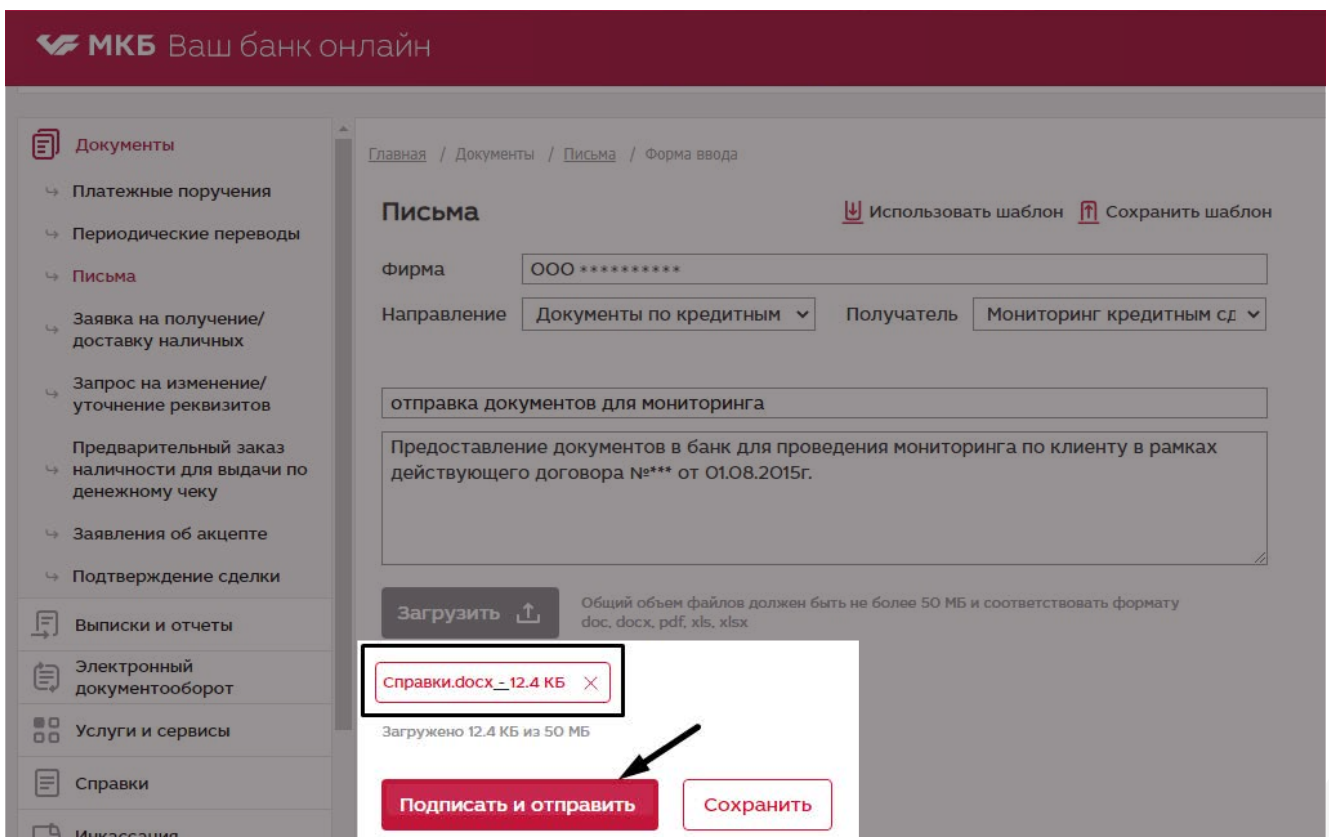 МКБ Ваш банк онлайн
Документы
Платежные поручения
Периодические переводы
Письма
Заявка на получение/
доставку наличных
Запрос на изменение/
уточнение реквизитов
Предварительный заказ
наличности для выдачи по
денежному чеку
Заявления об акцепте
Подтверждение сделки
Выписки и отчеты
Электронный
документооборот
Услуги и сервисы
Справки
Инкассация
Главная / Документы / Письма / Форма ввода
Письма
Использовать шаблон Сохранить шаблон
Фирма ООО **********
Направление Документы по кредитным Получатель Мониторинг кредитным сд
отправка документов для мониторинга
Предоставление документов в банк для проведения мониторинга по клиенту в рамках
действующего договора №*** от 01.08.2015г.
Загрузить
Общий объем файлов должен быть не более 50 МБ и соответствовать формату
doc, docx, pdf, xls, xlsx
Справки.docx - 12.4 КБ
Загружено 12.4 КБ из 50 МБ
Подписать и отправить Сохранить